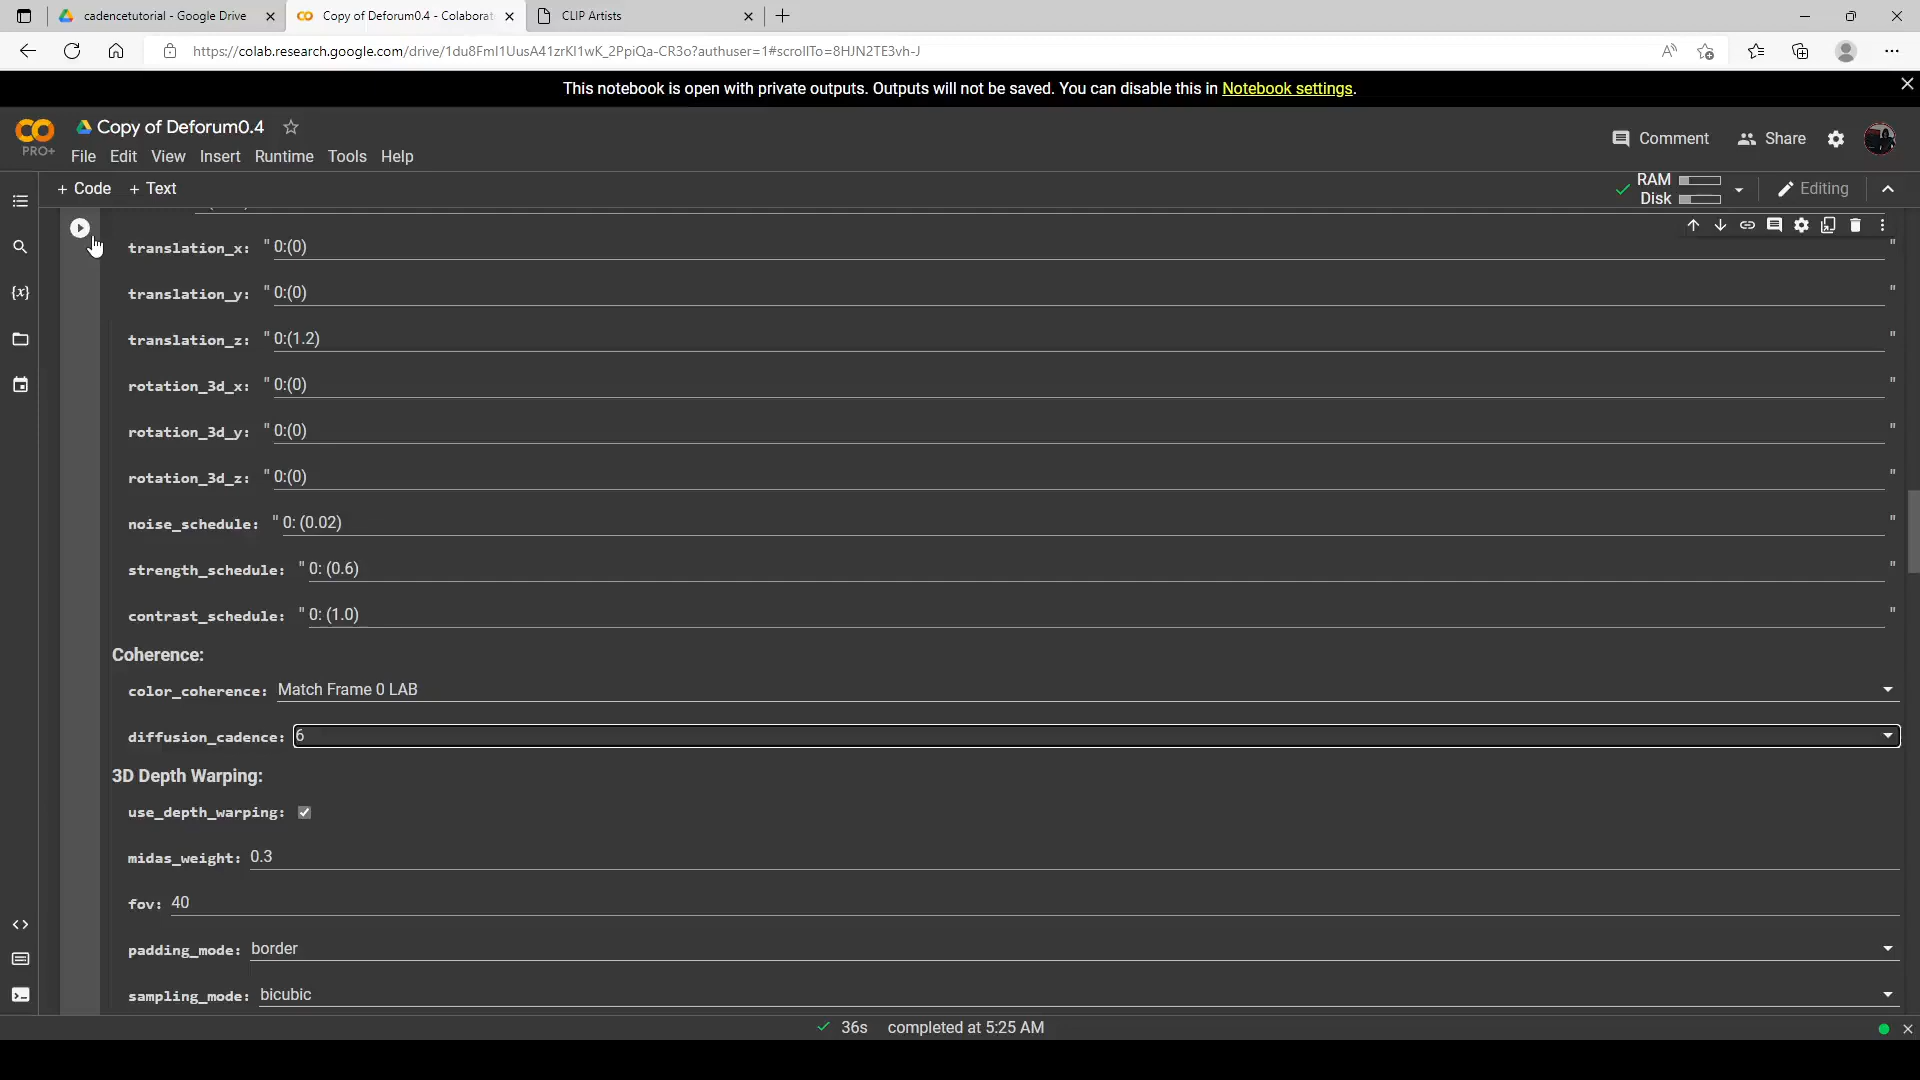 cadencetutorial - Google Drive
Copy of Deforum0.4 - Colaborat
CLIP Artists
https://colab.research.google.com/drive/1du8FmI1UusA41zrKI1wK_2PpiQa-CR3o?authuser=1#scrollTo=8HJN2TE3vh-J
This notebook is open with private outputs. Outputs will not be saved. You can disable this in Notebook settings.
CO
PRO+
Copy of Deforum0.4
File Edit View Insert Runtime Tools Help
Comment
Share
+ Code + Text
RAM
Disk
Editing
translation_x: " 0:(0) "
translation_y: " 0:(0) "
translation_z: " 0:(1.2) "
rotation_3d_x: " 0:(0) "
rotation_3d_y: " 0:(0) "
rotation_3d_z: " 0:(0) "
noise_schedule: " 0: (0.02) "
strength_schedule: " 0: (0.6) "
contrast_schedule: " 0: (1.0) "
Coherence:
color_coherence: Match Frame 0 LAB
diffusion_cadence: 6
3D Depth Warping:
use_depth_warping:
midas_weight: 0.3
fov: 40
padding_mode: border
sampling_mode: bicubic
36s completed at 5:25 AM